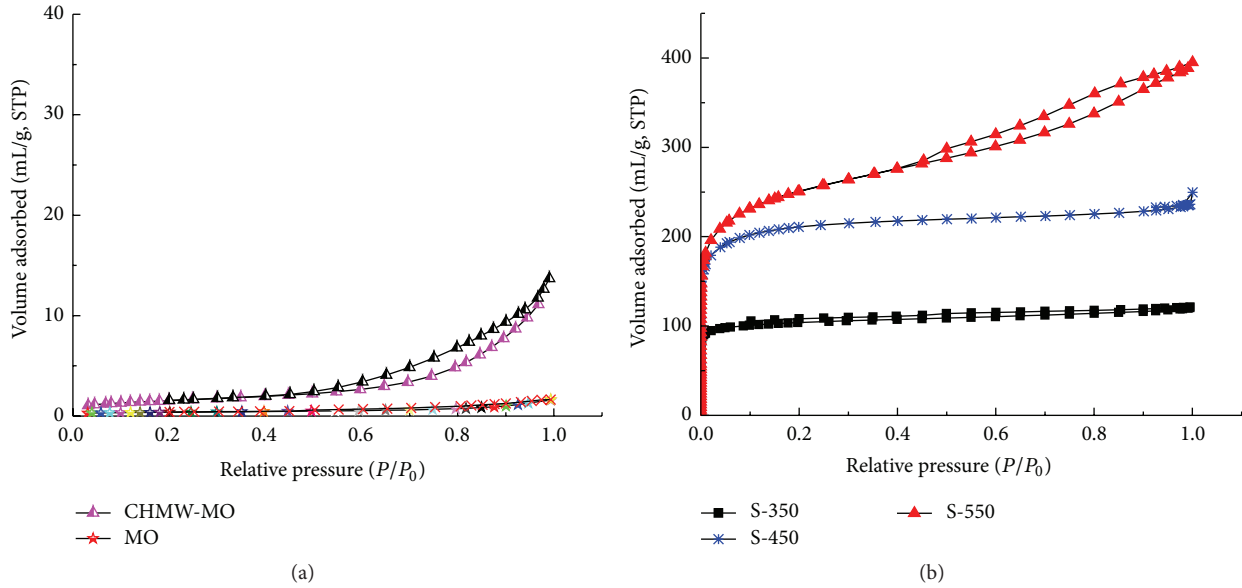 40
30
20
10
0
Volume adsorbed (mL/g, STP)
0.0 0.2 0.4 0.6 0.8 1.0
Relative pressure (P/P0)
CHMW-MO
MO
(a)
400
300
200
100
0
Volume adsorbed (mL/g, STP)
0.0 0.2 0.4 0.6 0.8 1.0
Relative pressure (P/P0)
S-350 S-550
S-450
(b)